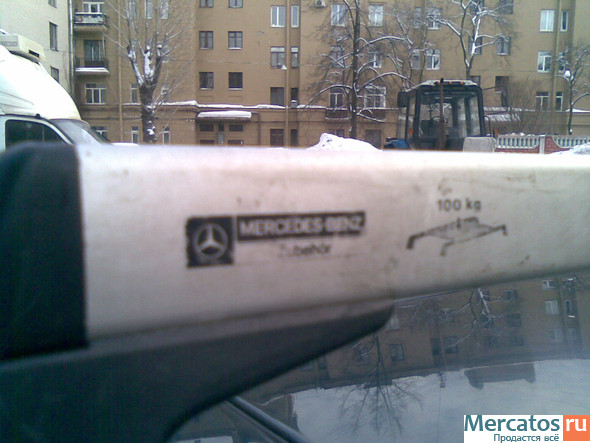 100 kg
MERCEDES-BENZ
Zubehör
Mercatos.ru
Продастся всё